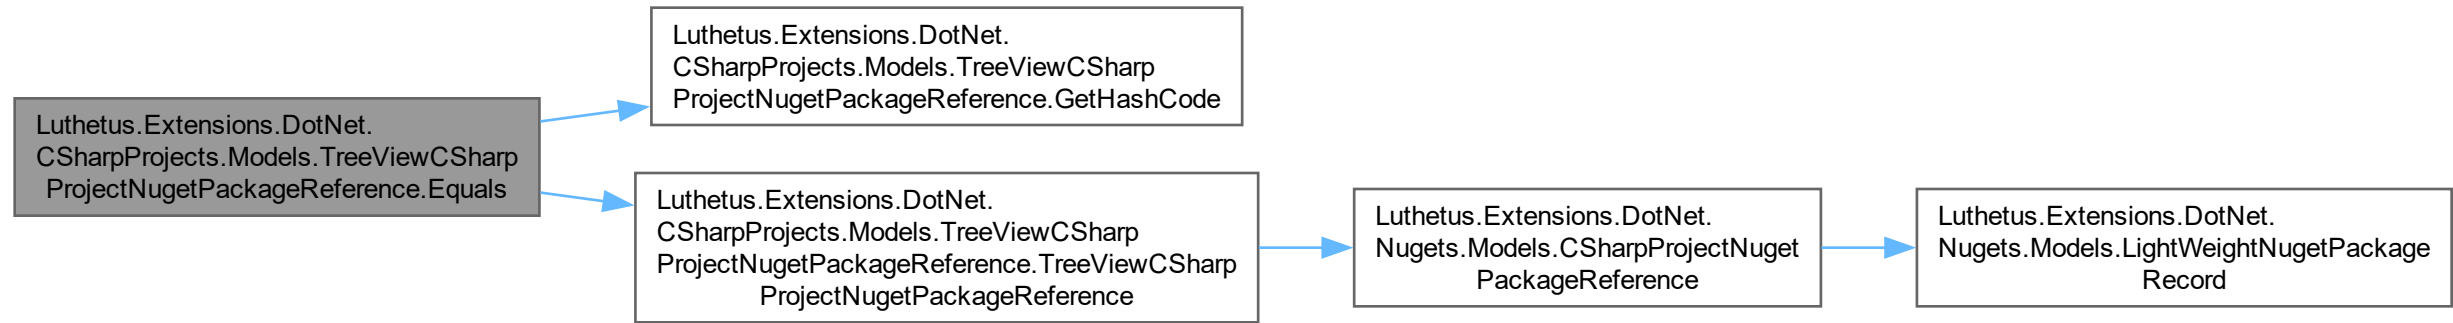 Luthetus.Extensions.DotNet.
CSharpProjects.Models.TreeViewCSharp
ProjectNugetPackageReference.Equals
Luthetus.Extensions.DotNet.
CSharpProjects.Models.TreeViewCSharp
ProjectNugetPackageReference.GetHashCode
Luthetus.Extensions.DotNet.
CSharpProjects.Models.TreeViewCSharp
ProjectNugetPackageReference.TreeViewCSharp
ProjectNugetPackageReference
Luthetus.Extensions.DotNet.
Nugets.Models.CSharpProjectNuget
PackageReference
Luthetus.Extensions.DotNet.
Nugets.Models.LightWeightNugetPackage
Record